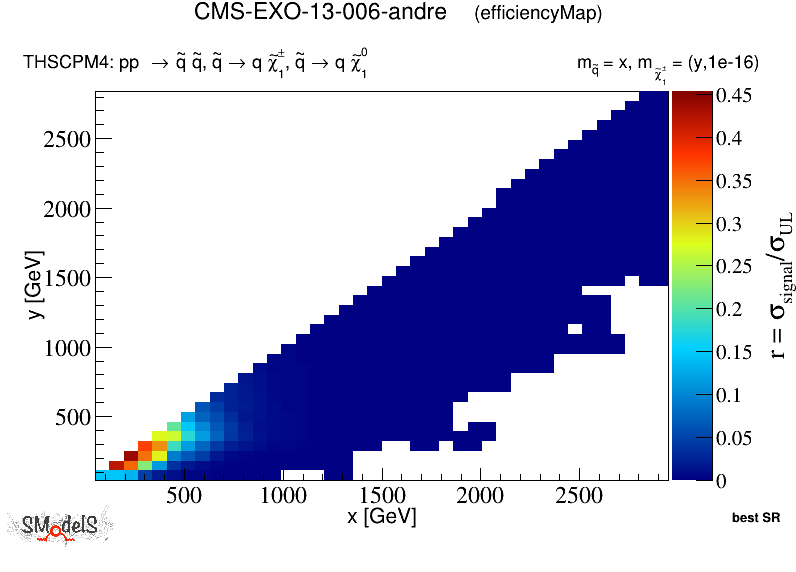 CMS-EXO-13-006-andre (efficiencyMap)
THSCPM4: pp → q̃ q̃, q̃ → q χ̃₁±, q̃ → q χ̃₁⁰
m_q̃ = x, m_χ̃₁± = (y,1e-16)
y [GeV]
2500
2000
1500
1000
500
500 1000 1500 2000 2500
x [GeV]
0.45
0.4
0.35
0.3
0.25
0.2
0.15
0.1
0.05
0
r = σ_signal/σ_UL
SModelS
best SR